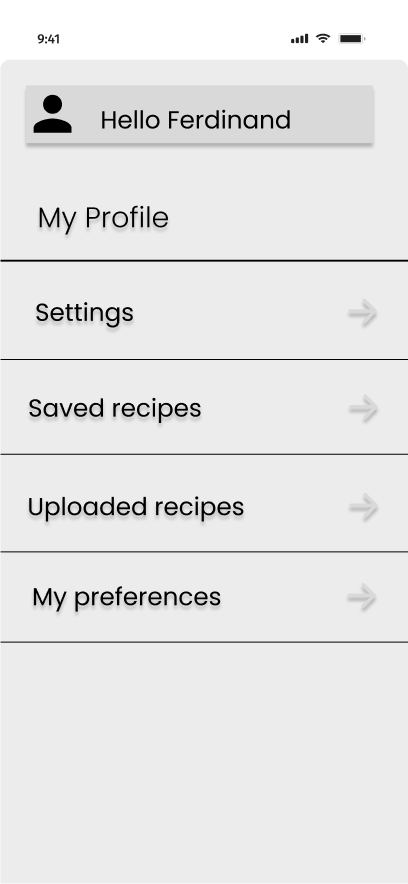 9:41
Hello Ferdinand
My Profile
Settings
Saved recipes
Uploaded recipes
My preferences